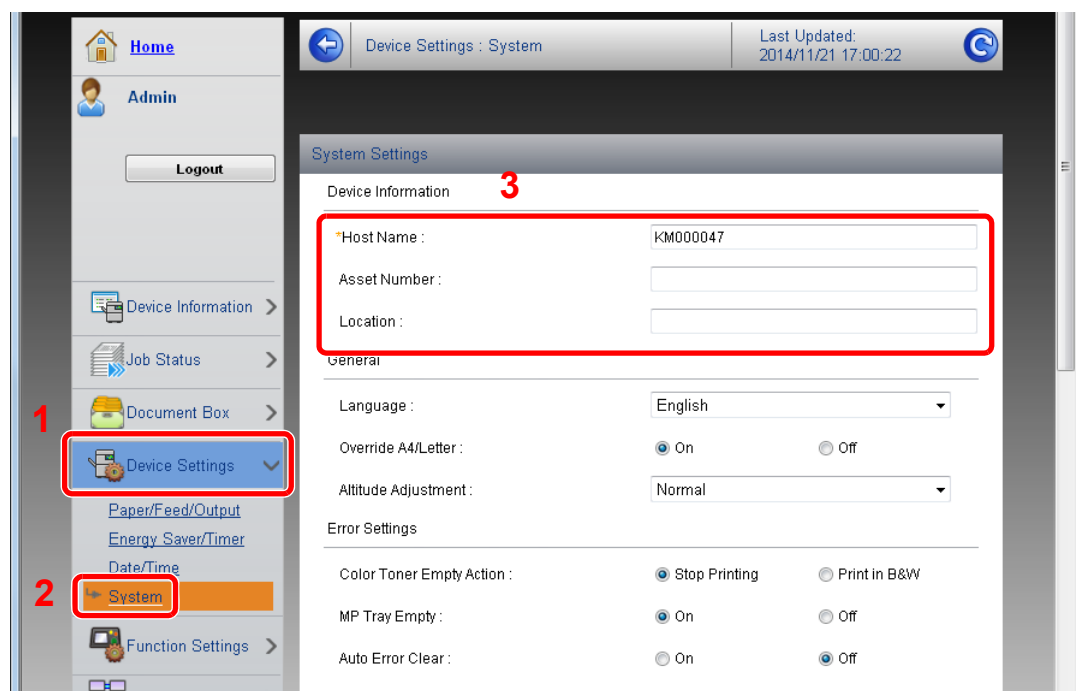 Home
Admin
Logout
Device Information
Job Status
1
Document Box
Device Settings
Paper/Feed/Output
Energy Saver/Timer
Date/Time
2
System
Function Settings
Device Settings : System
Last Updated:
2014/11/21 17:00:22
System Settings
Device Information
3
*Host Name : KM000047
Asset Number :
Location :
General
Language : English
Override A4/Letter : On Off
Altitude Adjustment : Normal
Error Settings
Color Toner Empty Action : Stop Printing Print in B&W
MP Tray Empty : On Off
Auto Error Clear : On Off